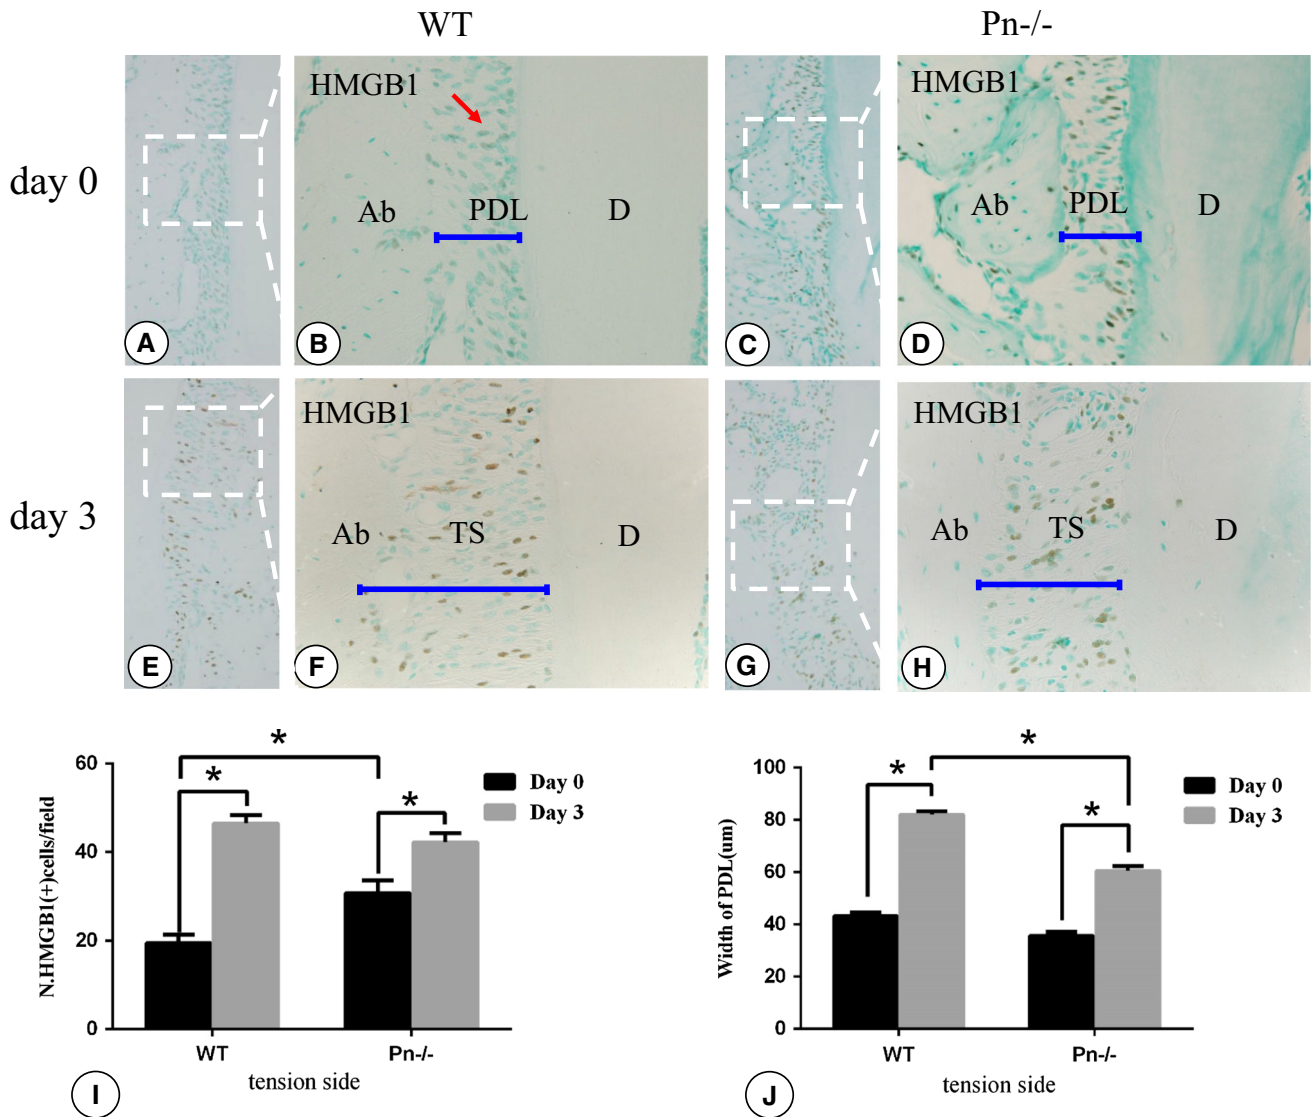 WT Pn-/-
day 0
HMGB1 HMGB1
Ab PDL D Ab PDL D
A B C D
day 3
HMGB1 HMGB1
Ab TS D Ab TS D
E F G H
*
*
*
Day 0
Day 3
N.HMGB1(+)cells/field
60
40
20
0
WT Pn-/-
tension side
I
*
*
*
Day 0
Day 3
Width of PDL(um)
100
80
60
40
20
0
WT Pn-/-
tension side
J